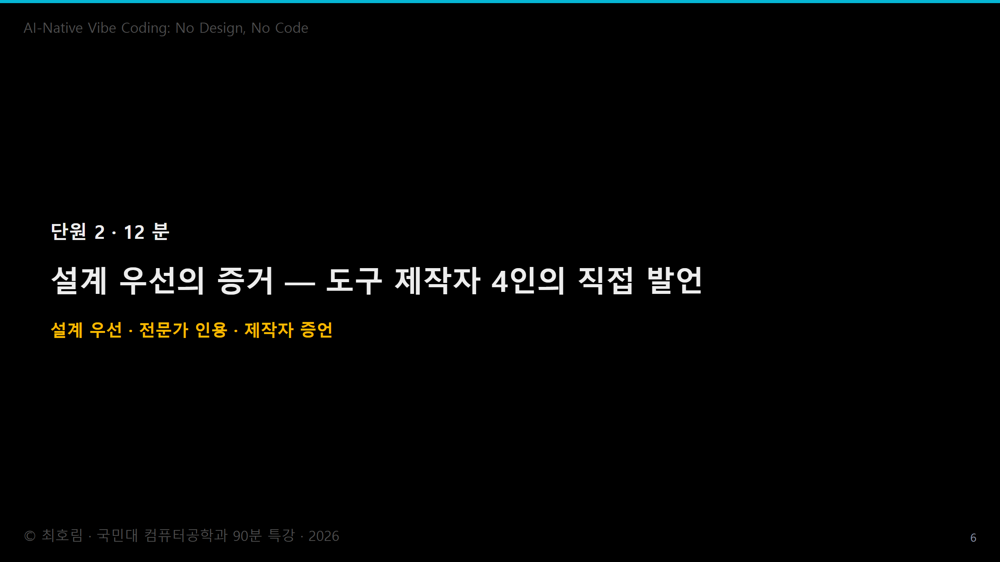 AI-Native Vibe Coding: No Design, No Code
단원 2 · 12 분
설계 우선의 증거 — 도구 제작자 4인의 직접 발언
설계 우선 · 전문가 인용 · 제작자 증언
© 최호림 · 국민대 컴퓨터공학과 90분 특강 · 2026
6